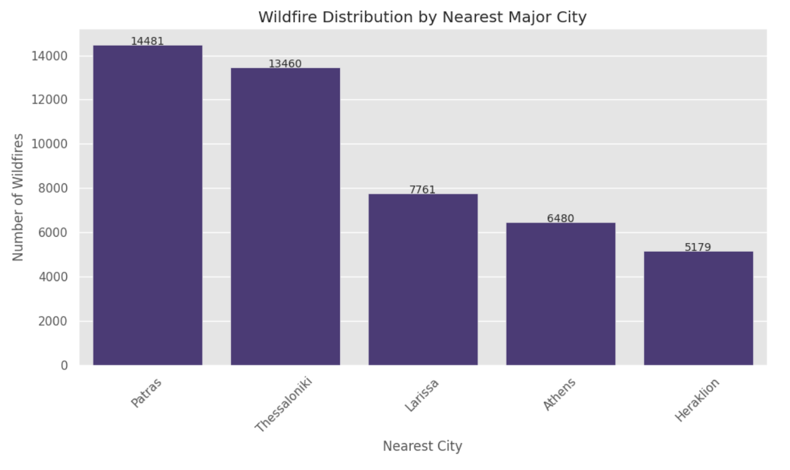 Wildfire Distribution by Nearest Major City
Number of Wildfires
14000
12000
10000
8000
6000
4000
2000
0
14481
13460
7761
6480
5179
Patras
Thessaloniki
Larissa
Athens
Heraklion
Nearest City